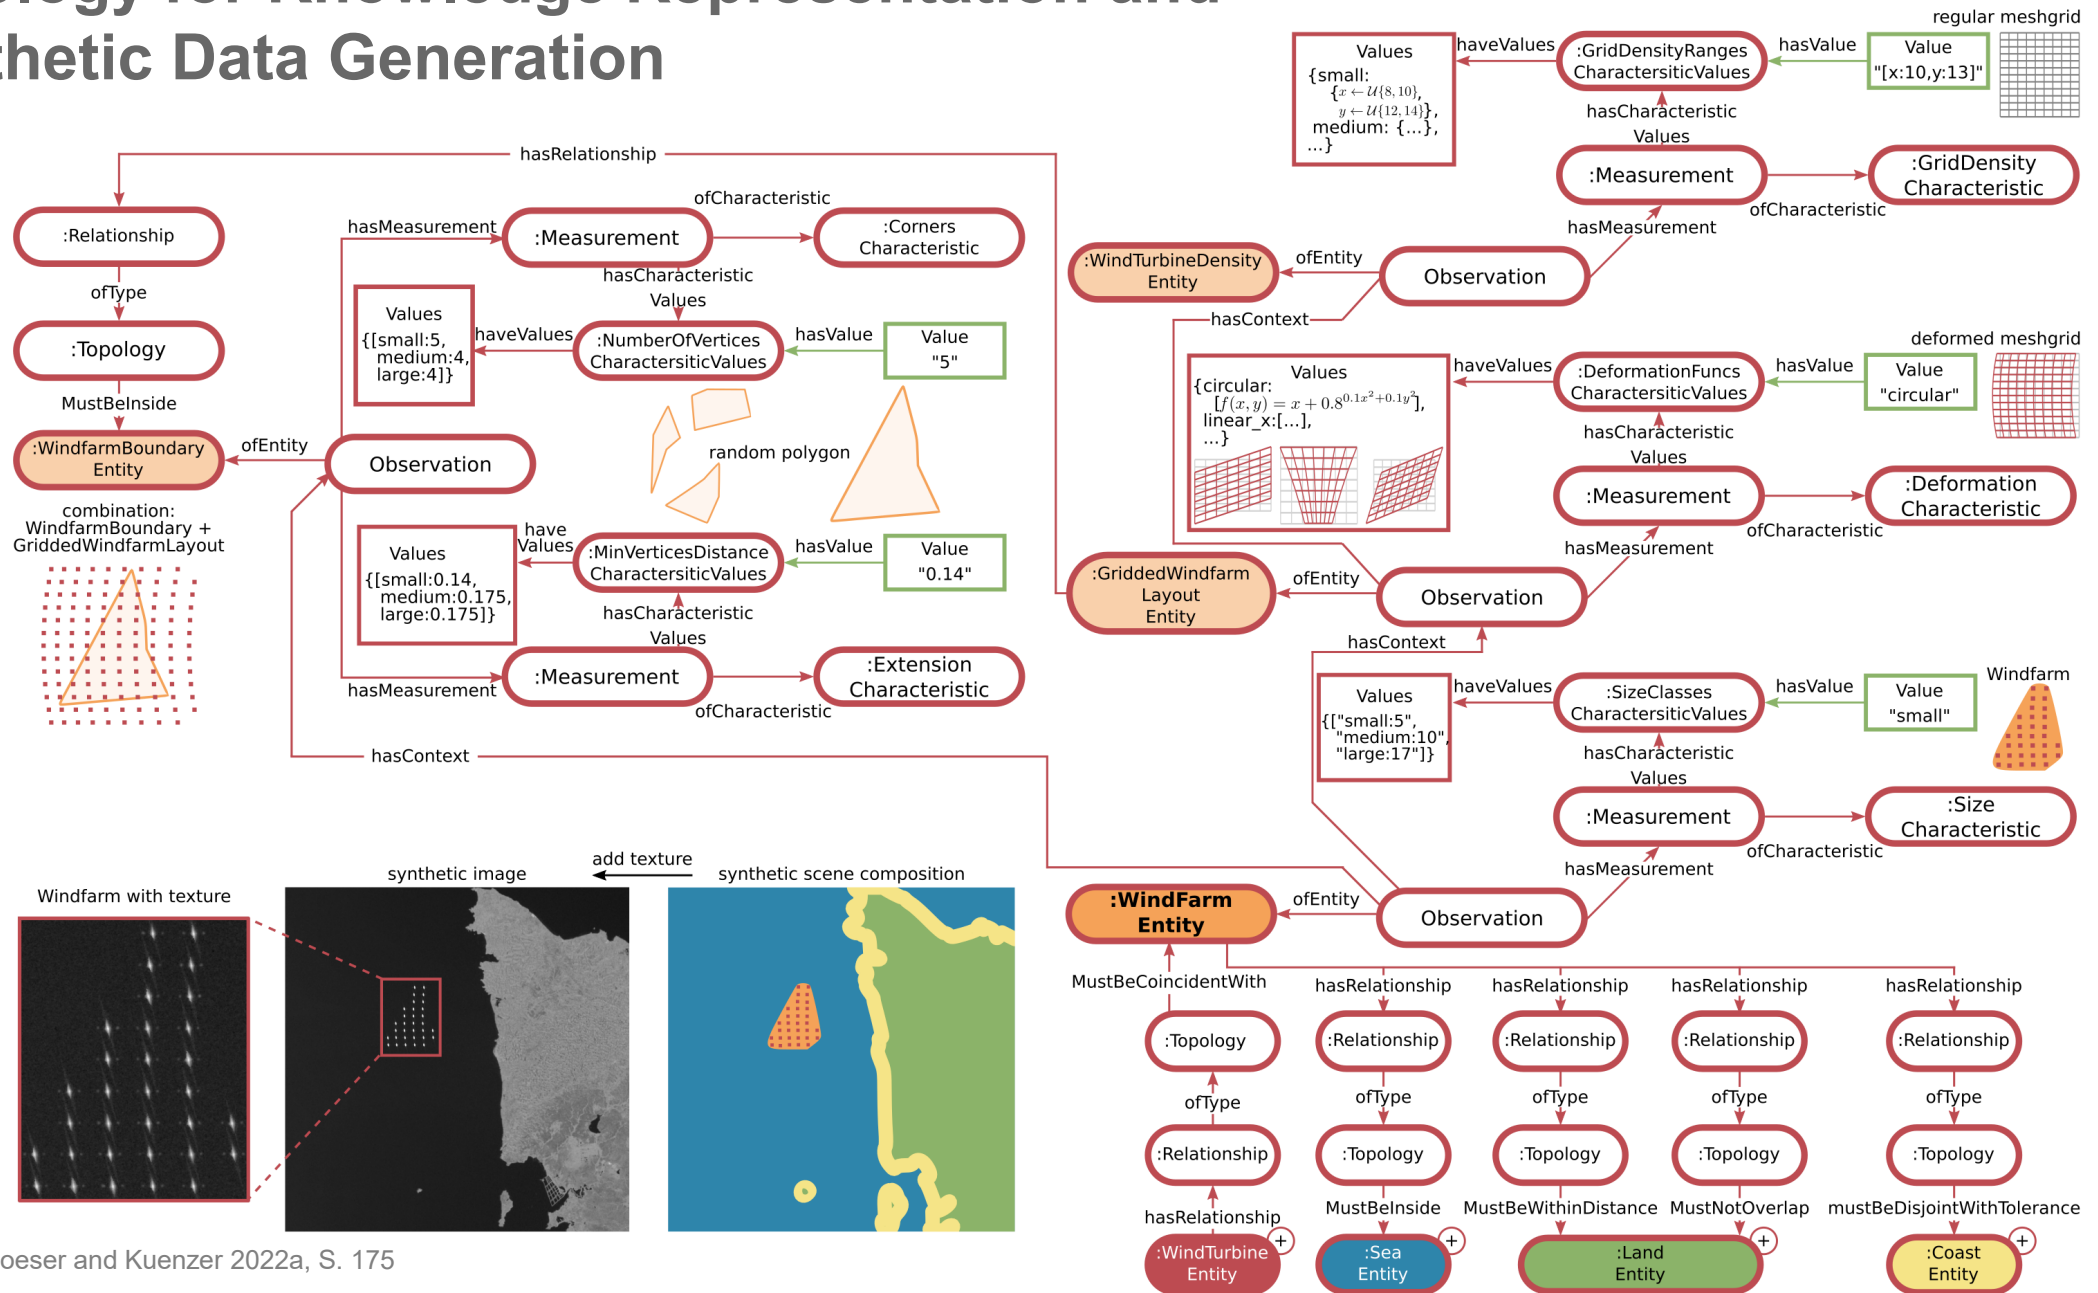 thetic Data Generation
regular meshgrid
Values
{small:
{x ← U{8,10},
y ← U{12,14}},
medium: {...},
...}
haveValues
:GridDensityRanges
CharactersiticValues
hasValue
Value
"[x:10,y:13]"
hasCharacteristic
Values
:Measurement
ofCharacteristic
:GridDensity
Characteristic
hasMeasurement
:WindTurbineDensity
Entity
ofEntity
Observation
hasContext
hasRelationship
:Relationship
ofType
:Topology
MustBeInside
:WindfarmBoundary
Entity
ofEntity
Observation
hasMeasurement
:Measurement
ofCharacteristic
:Corners
Characteristic
hasCharacteristic
Values
Values
{[small:5,
medium:4,
large:4]}
haveValues
:NumberOfVertices
CharactersiticValues
hasValue
Value
"5"
random polygon
Values
{[small:0.14,
medium:0.175,
large:0.175]}
have
Values
:MinVerticesDistance
CharactersiticValues
hasValue
Value
"0.14"
hasCharacteristic
Values
hasMeasurement
:Measurement
ofCharacteristic
:Extension
Characteristic
combination:
WindfarmBoundary +
GriddedWindfarmLayout
hasContext
deformed meshgrid
Values
{circular:
[f(x, y) = x + 0.8^{0.1x^2+0.1y^2}],
linear_x:[...],
...}
haveValues
:DeformationFuncs
CharactersiticValues
hasValue
Value
"circular"
hasCharacteristic
Values
:Measurement
ofCharacteristic
:Deformation
Characteristic
hasMeasurement
:GriddedWindfarm
Layout
Entity
ofEntity
Observation
hasContext
Windfarm
Values
{["small:5",
"medium:10",
"large:17"]}
haveValues
:SizeClasses
CharactersiticValues
hasValue
Value
"small"
hasCharacteristic
Values
:Measurement
ofCharacteristic
:Size
Characteristic
hasMeasurement
:WindFarm
Entity
ofEntity
Observation
Windfarm with texture
synthetic image
add texture
synthetic scene composition
MustBeCoincidentWith
:Topology
ofType
:Relationship
hasRelationship
:WindTurbine
Entity
+
hasRelationship
:Relationship
ofType
:Topology
MustBeInside
:Sea
Entity
+
hasRelationship
:Relationship
ofType
:Topology
MustBeWithinDistance
hasRelationship
:Relationship
ofType
:Topology
MustNotOverlap
:Land
Entity
+
hasRelationship
:Relationship
ofType
:Topology
mustBeDisjointWithTolerance
:Coast
Entity
+
oeser and Kuenzer 2022a, S. 175